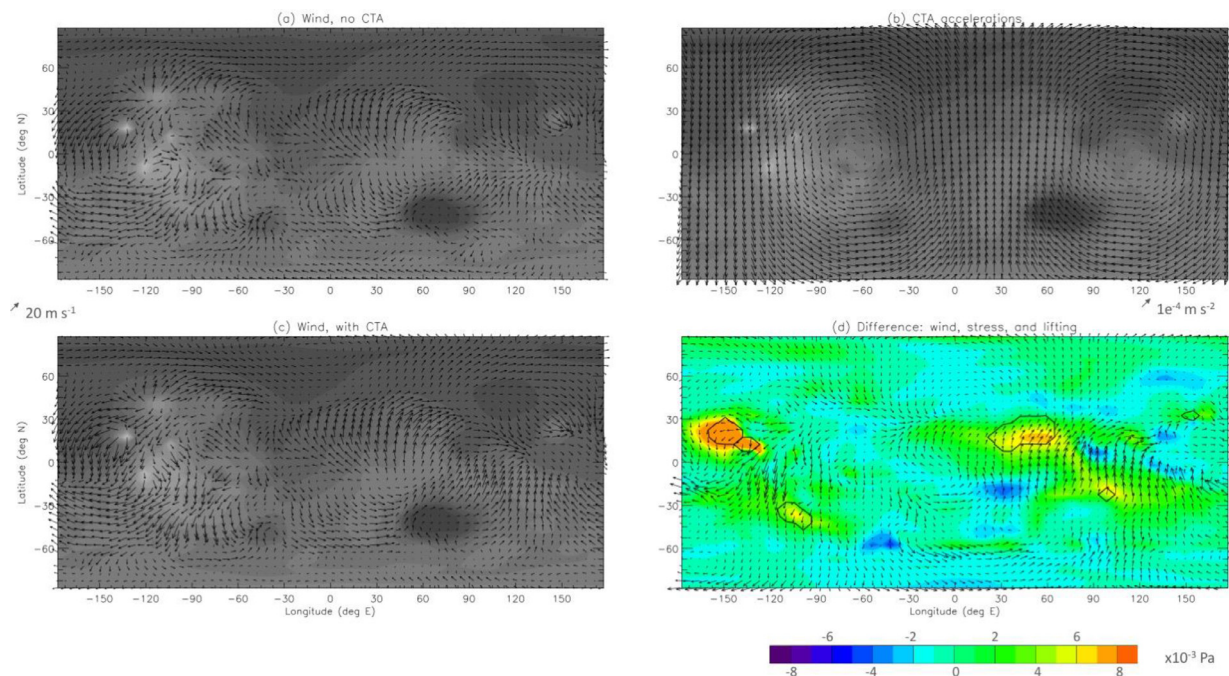 (a) Wind, no CTA
(b) CTA accelerations
Latitude (deg N)
60
30
0
−30
−60
60
30
0
−30
−60
−150 −120 −90 −60 −30 0 30 60 90 120 150
−150 −120 −90 −60 −30 0 30 60 90 120 150
20 m s-1
1e-4 m s-2
(c) Wind, with CTA
(d) Difference: wind, stress, and lifting
Latitude (deg N)
60
30
0
−30
−60
60
30
0
−30
−60
−150 −120 −90 −60 −30 0 30 60 90 120 150
−150 −120 −90 −60 −30 0 30 60 90 120 150
Longitude (deg E)
Longitude (deg E)
-6 -2 2 6
x10-3 Pa
-8 -4 0 4 8